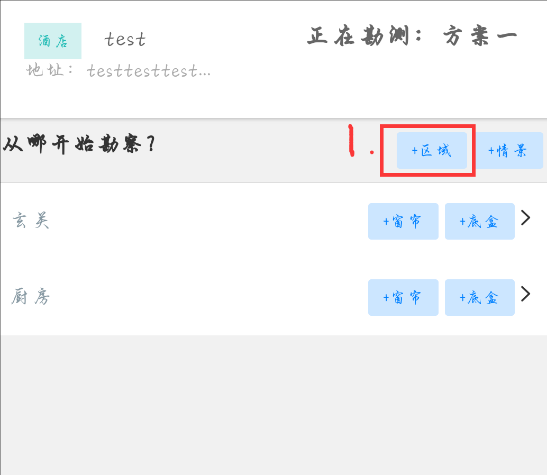 酒店 test 正在勘测：方案一
地址：testtesttest...
从哪开始勘察？ 1. +区域 +情景
玄关 +窗帘 +底盒
厨房 +窗帘 +底盒